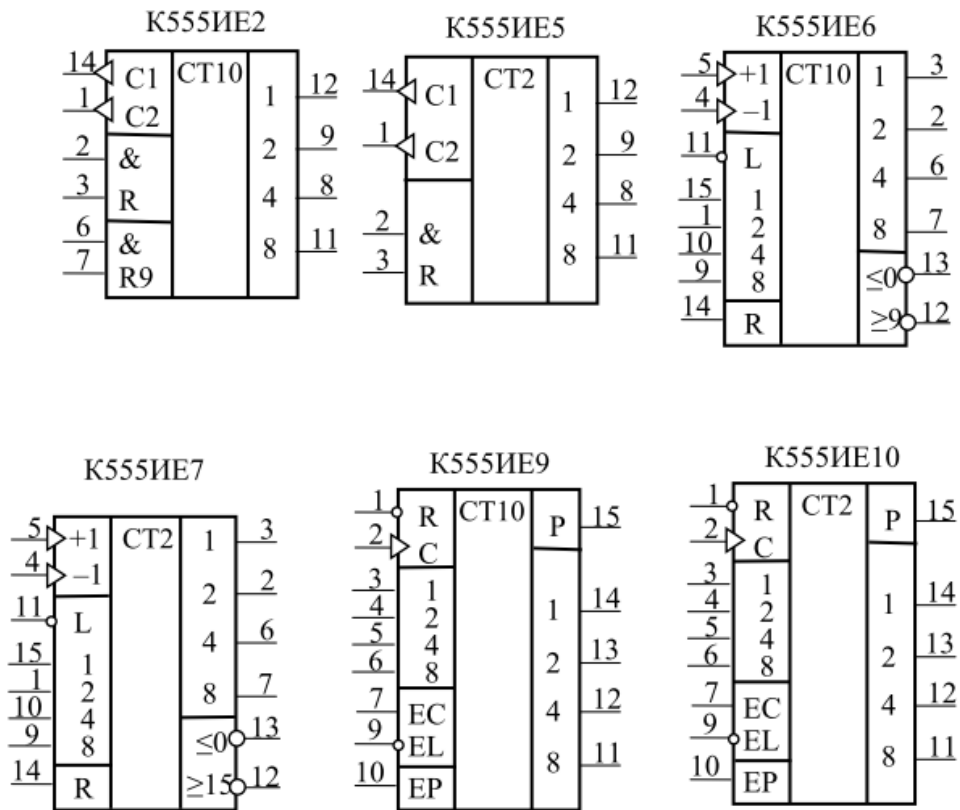 К555ИЕ2
14 C1 CT10 1 12
1 C2 2 9
2 & 4 8
3 R 8 11
6 &
7 R9
К555ИЕ5
14 C1 CT2 1 12
1 C2 2 9
2 & 4 8
3 R 8 11
К555ИЕ6
5 +1 CT10 1 3
4 –1 2 2
11 L 4 6
15 1 8 7
1 2
10 4
9 8 ≤0 13
14 R ≥9 12
К555ИЕ7
5 +1 CT2 1 3
4 –1 2 2
11 L 4 6
15 1 8 7
1 2
10 4
9 8 ≤0 13
14 R ≥15 12
К555ИЕ9
1 R CT10 P 15
2 C
3 1 1 14
4 2
5 4 2 13
6 8
7 EC 4 12
9 EL 8 11
10 EP
К555ИЕ10
1 R CT2 P 15
2 C
3 1 1 14
4 2
5 4 2 13
6 8
7 EC 4 12
9 EL 8 11
10 EP